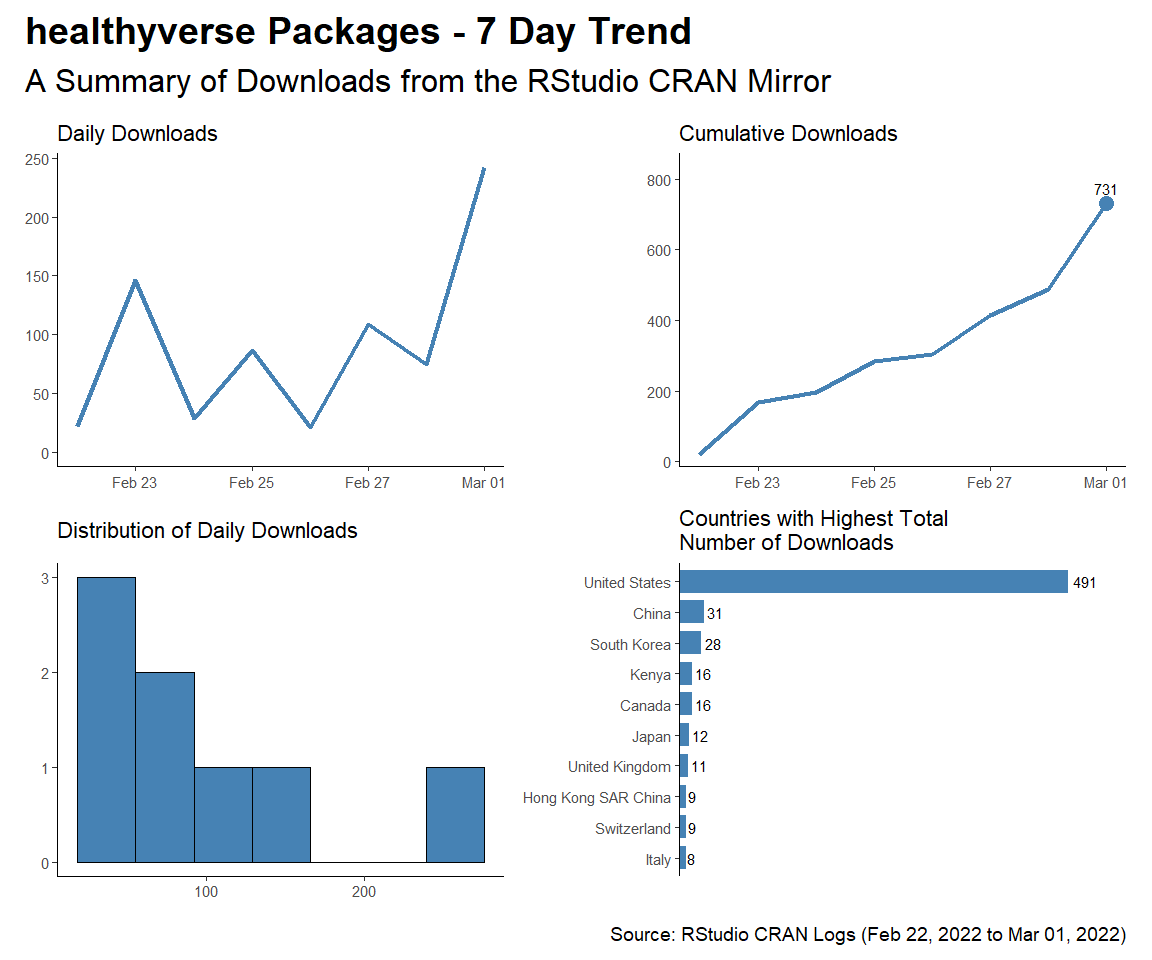 healthyverse Packages - 7 Day Trend
A Summary of Downloads from the RStudio CRAN Mirror
Daily Downloads
250
200
150
100
50
0
Feb 23 Feb 25 Feb 27 Mar 01
Cumulative Downloads
800
600
400
200
0
731
Feb 23 Feb 25 Feb 27 Mar 01
Distribution of Daily Downloads
3
2
1
0
100 200
Countries with Highest Total
Number of Downloads
United States 491
China 31
South Korea 28
Kenya 16
Canada 16
Japan 12
United Kingdom 11
Hong Kong SAR China 9
Switzerland 9
Italy 8
Source: RStudio CRAN Logs (Feb 22, 2022 to Mar 01, 2022)